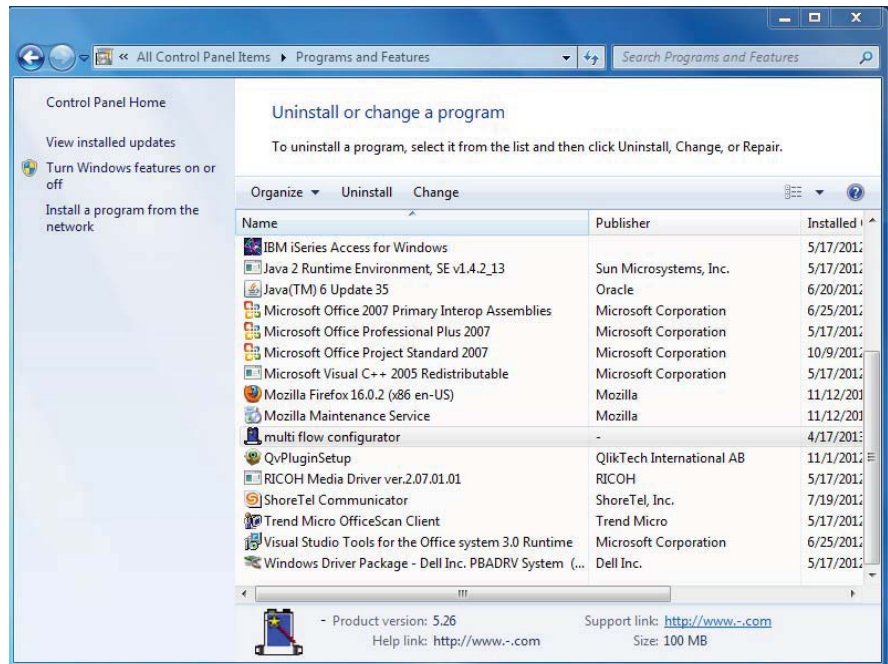 « All Control Panel Items ▸ Programs and Features
Search Programs and Features
Control Panel Home
View installed updates
Turn Windows features on or
off
Install a program from the
network
Uninstall or change a program
To uninstall a program, select it from the list and then click Uninstall, Change, or Repair.
Organize Uninstall Change
Name Publisher Installed
IBM iSeries Access for Windows 5/17/2012
Java 2 Runtime Environment, SE v1.4.2_13 Sun Microsystems, Inc. 5/17/2012
Java(TM) 6 Update 35 Oracle 6/20/2012
Microsoft Office 2007 Primary Interop Assemblies Microsoft Corporation 6/25/2012
Microsoft Office Professional Plus 2007 Microsoft Corporation 5/17/2012
Microsoft Office Project Standard 2007 Microsoft Corporation 10/9/2012
Microsoft Visual C++ 2005 Redistributable Microsoft Corporation 5/17/2012
Mozilla Firefox 16.0.2 (x86 en-US) Mozilla 11/12/201
Mozilla Maintenance Service Mozilla 11/12/201
multi flow configurator - 4/17/2013
QvPluginSetup QlikTech International AB 11/1/2012
RICOH Media Driver ver.2.07.01.01 RICOH 5/17/2012
ShoreTel Communicator ShoreTel, Inc. 7/19/2012
Trend Micro OfficeScan Client Trend Micro 5/17/2012
Visual Studio Tools for the Office system 3.0 Runtime Microsoft Corporation 6/25/2012
Windows Driver Package - Dell Inc. PBADRV System (... Dell Inc. 5/17/2012
- Product version: 5.26 Support link: http://www.-.com
Help link: http://www.-.com Size: 100 MB